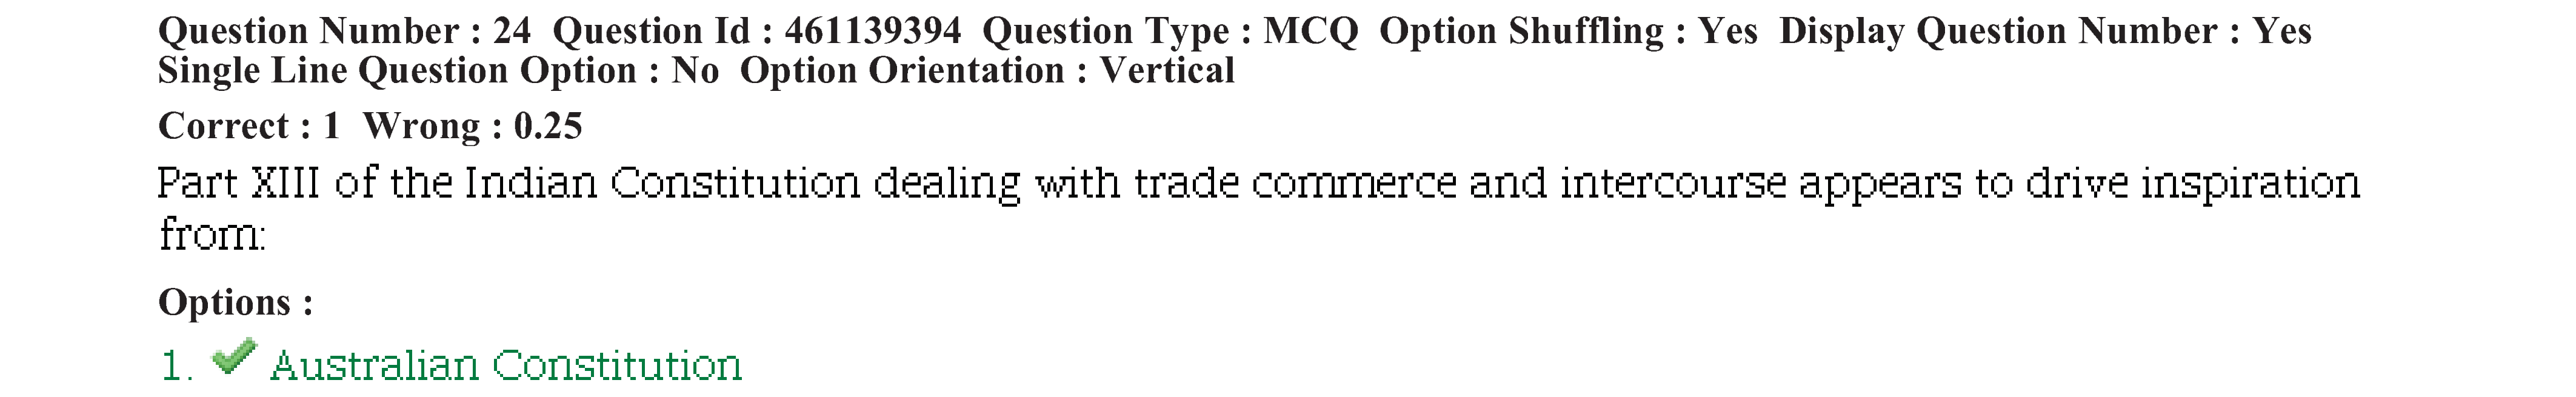 Question Number : 24 Question Id : 461139394 Question Type : MCQ Option Shuffling : Yes Display Question Number : Yes
Single Line Question Option : No Option Orientation : Vertical
Correct : 1 Wrong : 0.25
Part XIII of the Indian Constitution dealing with trade commerce and intercourse appears to drive inspiration
from:
Options :
1. ✔ Australian Constitution